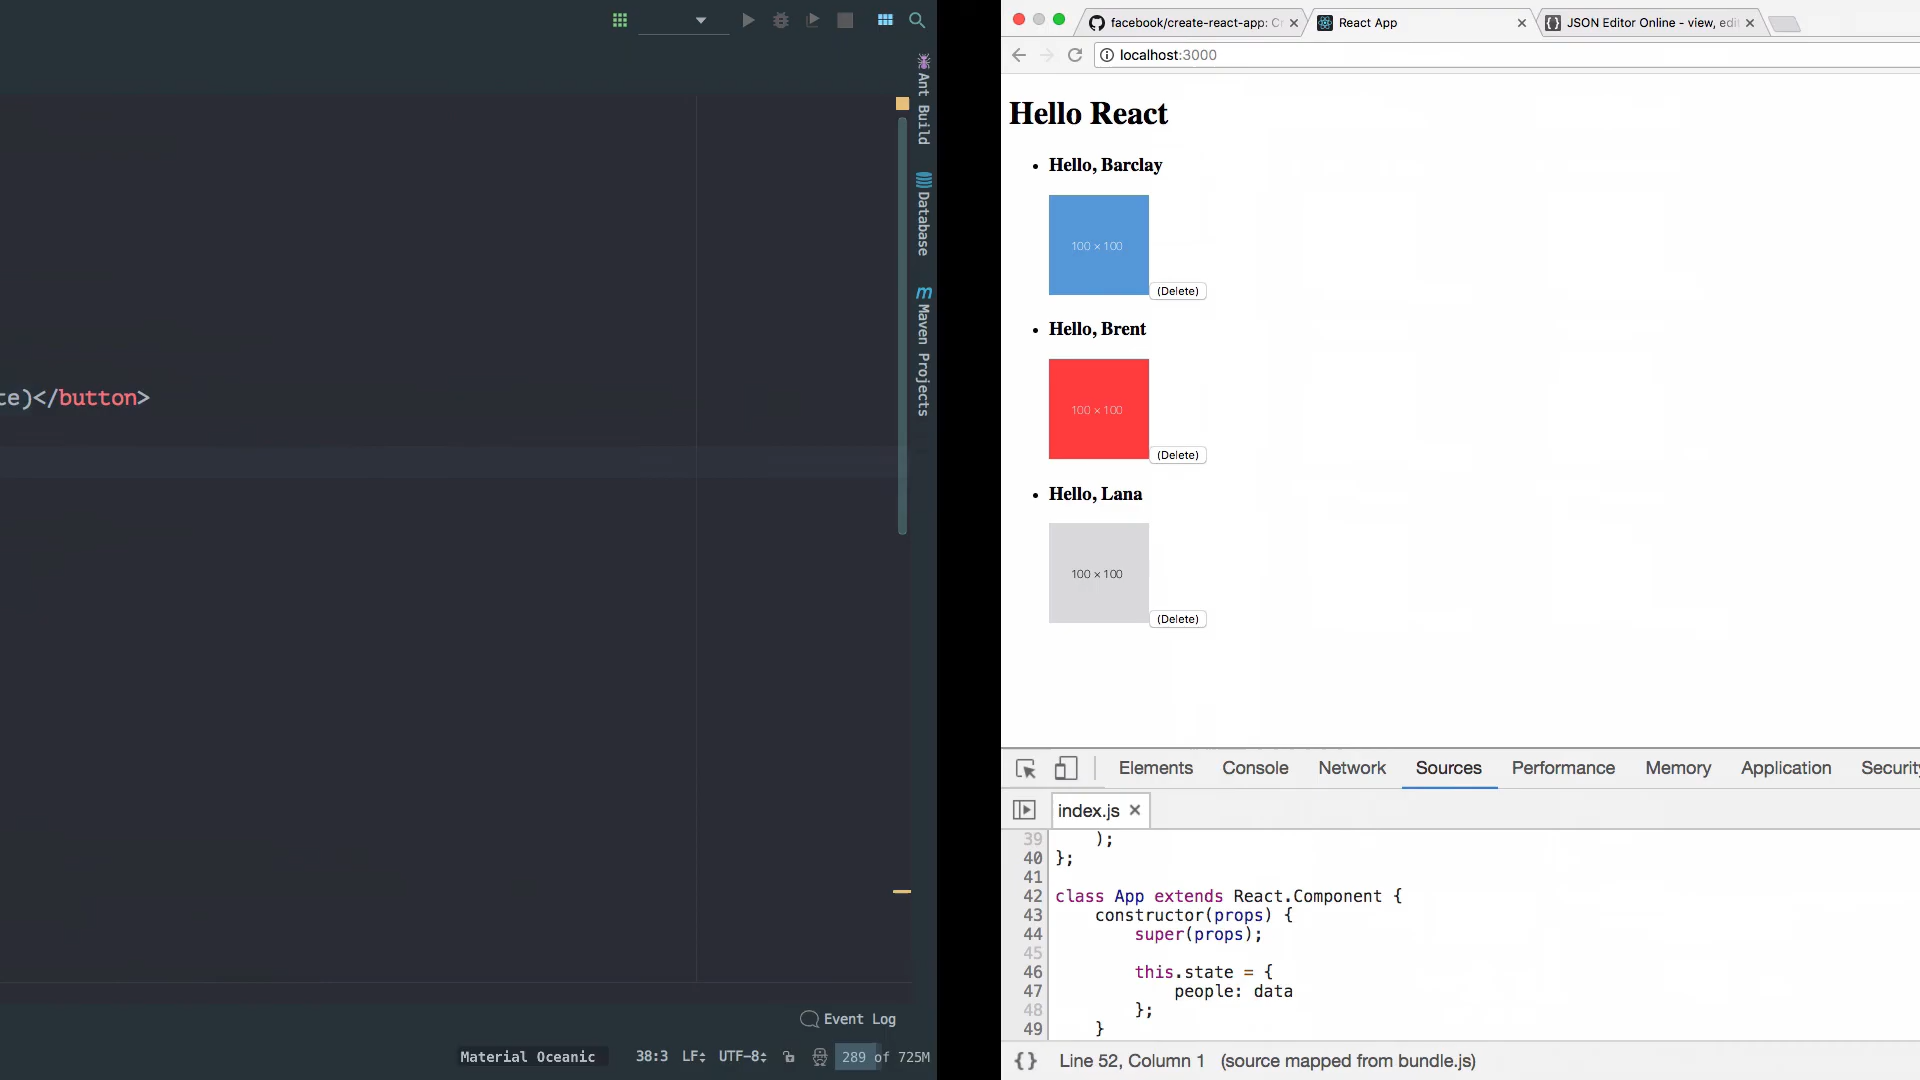 Ant Build
Database
m
Maven Projects
te)</button>
Event Log
Material Oceanic
38:3
LF
UTF-8
289 of 725M
facebook/create-react-app: C
React App
{} JSON Editor Online - view, edi
localhost:3000
Hello React
• Hello, Barclay
100 × 100
(Delete)
• Hello, Brent
100 × 100
(Delete)
• Hello, Lana
100 × 100
(Delete)
Elements Console Network Sources Performance Memory Application Security
index.js
39 );
40 };
41
42 class App extends React.Component {
43 constructor(props) {
44 super(props);
45
46 this.state = {
47 people: data
48 };
49 }
{} Line 52, Column 1 (source mapped from bundle.js)